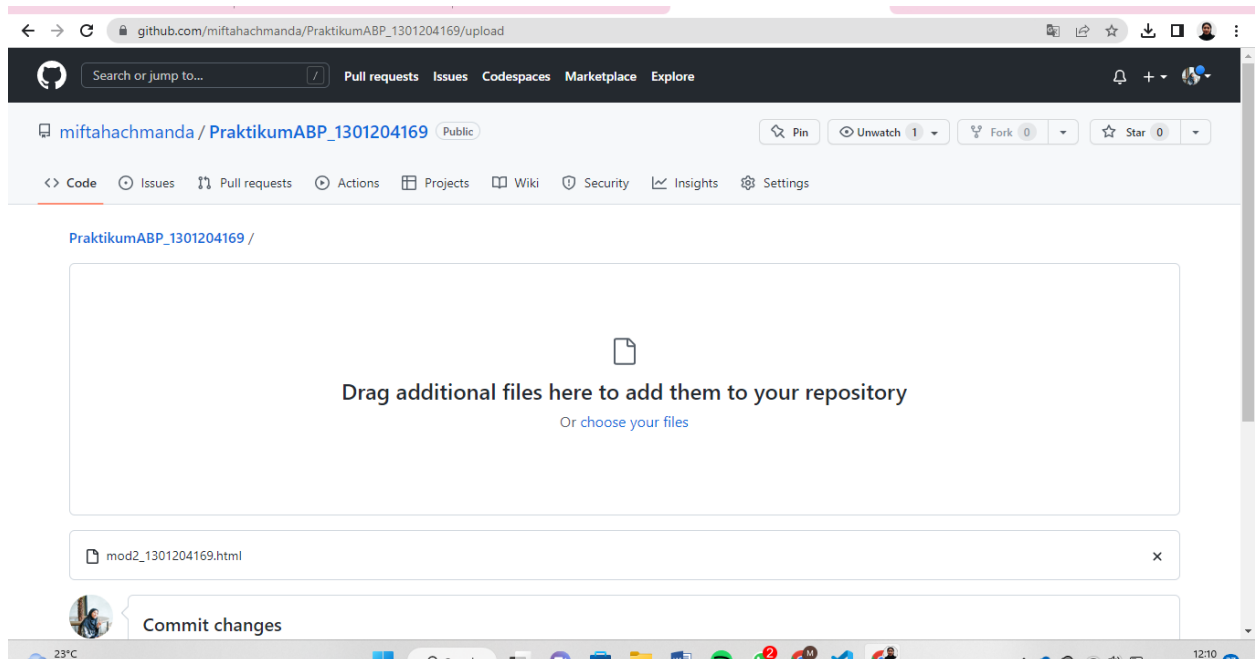 github.com/miftahachmanda/PraktikumABP_1301204169/upload
Search or jump to... / Pull requests Issues Codespaces Marketplace Explore
miftahachmanda / PraktikumABP_1301204169 Public Pin Unwatch 1 Fork 0 Star 0
<> Code Issues Pull requests Actions Projects Wiki Security Insights Settings
PraktikumABP_1301204169 /
Drag additional files here to add them to your repository
Or choose your files
mod2_1301204169.html
Commit changes
23°C 2 M 12:10